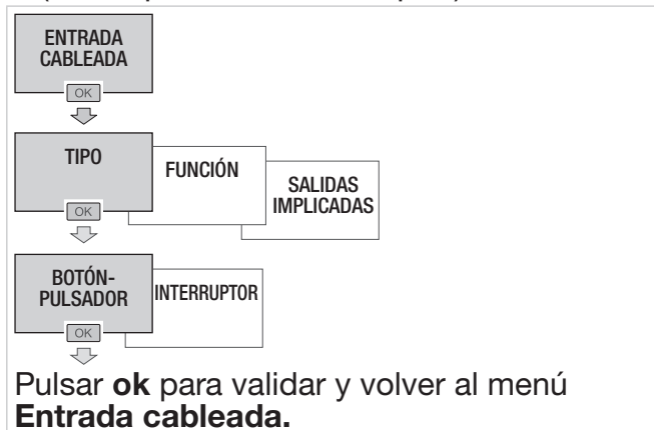 ENTRADA
CABLEADA
OK
TIPO
FUNCIÓN
SALIDAS
IMPLICADAS
OK
BOTÓN-
PULSADOR
INTERRUPTOR
OK
Pulsar ok para validar y volver al menú
Entrada cableada.